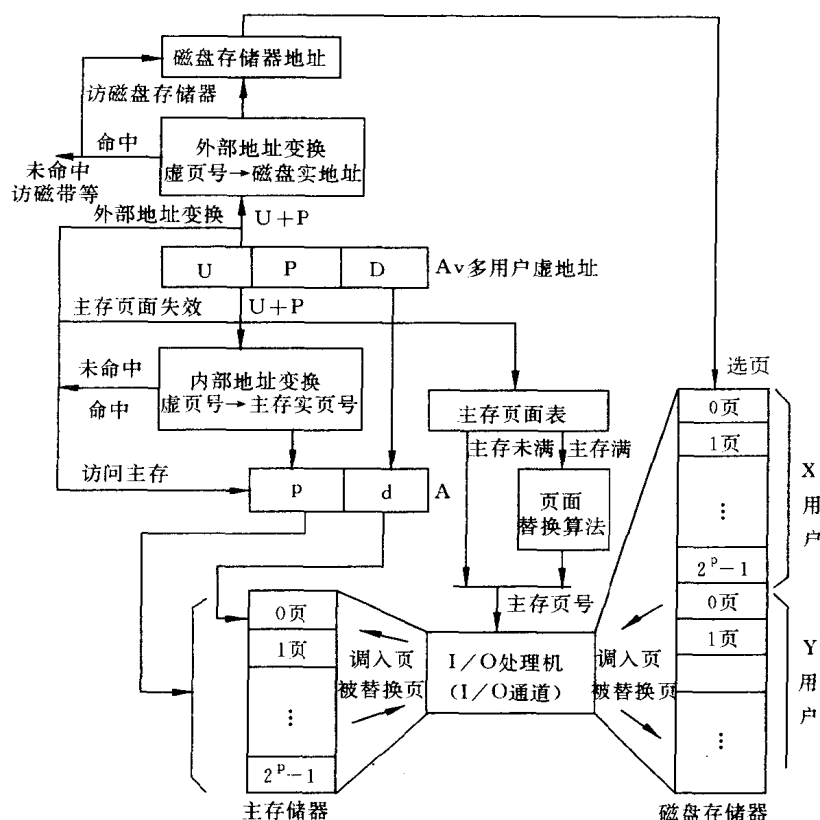 磁盘存储器地址
访磁盘存储器
命中
未命中
访磁带等
外部地址变换
虚页号→磁盘实地址
外部地址变换
U+P
U
P
D
Av多用户虚地址
主存页面失效
U+P
未命中
命中
内部地址变换
虚页号→主存实页号
访问主存
p
d
A
主存页面表
主存未满
主存满
页面
替换算法
主存页号
选页
0页
1页
⋮
2^p-1
X
用
户
0页
1页
⋮
Y
用
户
磁盘存储器
0页
1页
⋮
2^p-1
主存储器
调入页
被替换页
I/O处理机
(I/O通道)
调入页
被替换页